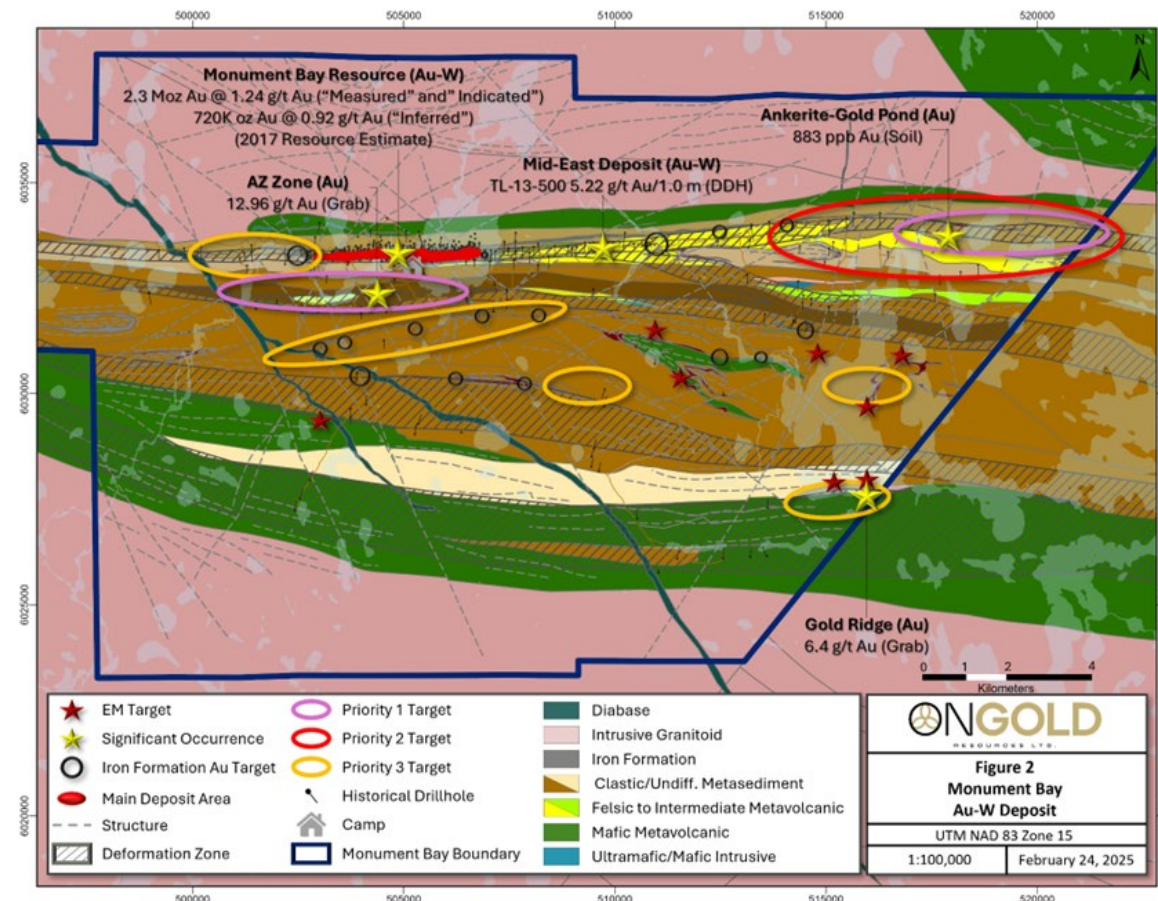 500000 505000 510000 515000 520000
N
Monument Bay Resource (Au-W)
2.3 Moz Au @ 1.24 g/t Au (“Measured” and” Indicated”)
720K oz Au @ 0.92 g/t Au (“Inferred”)
(2017 Resource Estimate)
Ankerite-Gold Pond (Au)
883 ppb Au (Soil)
Mid-East Deposit (Au-W)
TL-13-500 5.22 g/t Au/1.0 m (DDH)
AZ Zone (Au)
12.96 g/t Au (Grab)
6035000
6035000
6030000
6030000
6025000
6025000
Gold Ridge (Au)
6.4 g/t Au (Grab)
0 1 2 4
Kilometers
EM Target
Significant Occurrence
Iron Formation Au Target
Main Deposit Area
Structure
Deformation Zone
Priority 1 Target
Priority 2 Target
Priority 3 Target
Historical Drillhole
Camp
Monument Bay Boundary
Diabase
Intrusive Granitoid
Iron Formation
Clastic/Undiff. Metasediment
Felsic to Intermediate Metavolcanic
Mafic Metavolcanic
Ultramafic/Mafic Intrusive
ONGOLD
RESOURCES LTD.
Figure 2
Monument Bay
Au-W Deposit
UTM NAD 83 Zone 15
1:100,000
February 24, 2025
6020000
6020000
500000 505000 510000 515000 520000